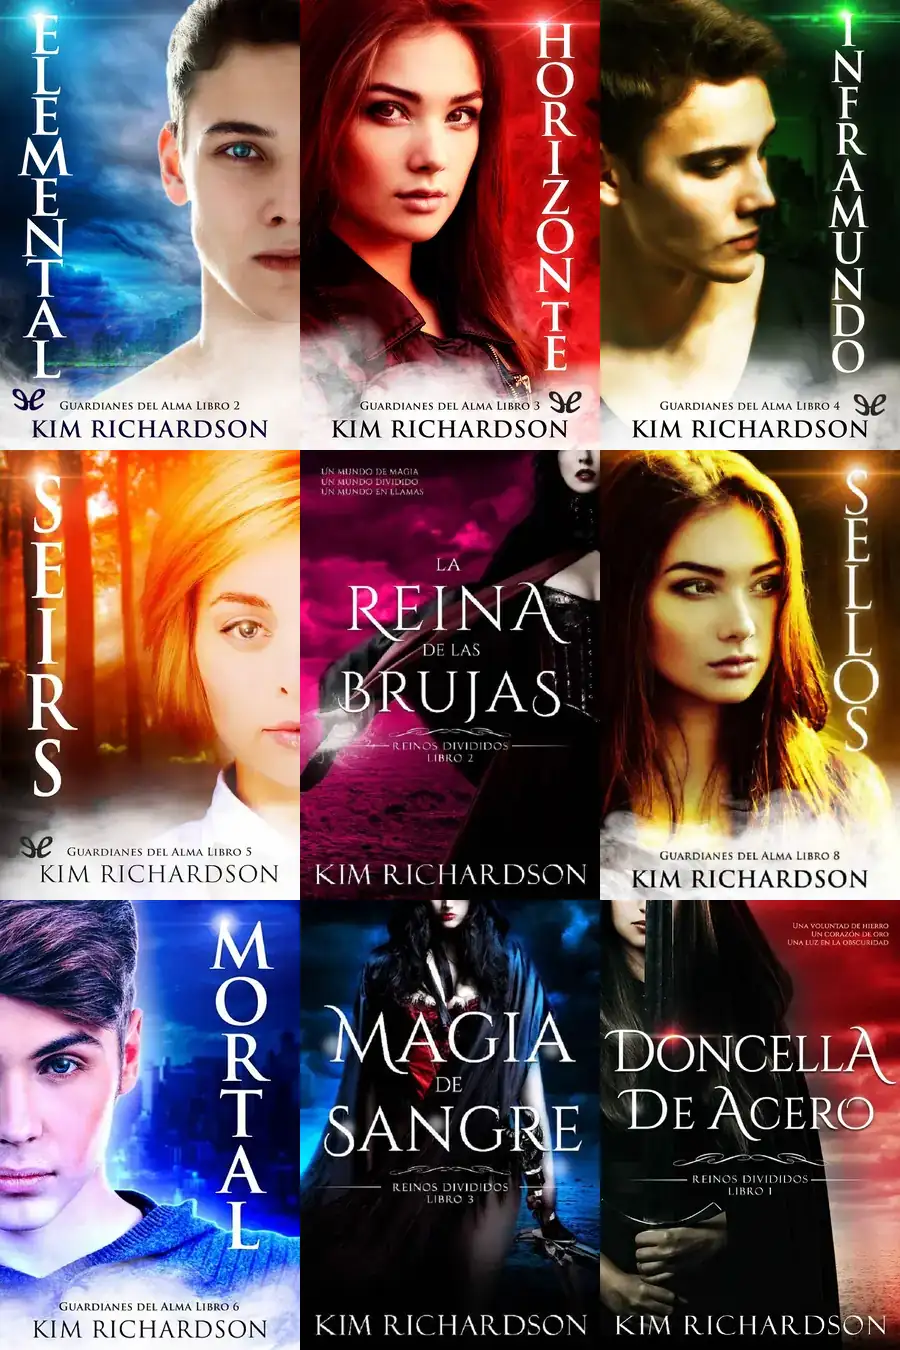 ELEMENTAL
GUARDIANES DEL ALMA LIBRO 2
KIM RICHARDSON
HORIZONTE
GUARDIANES DEL ALMA LIBRO 3
KIM RICHARDSON
INFRAMUNDO
GUARDIANES DEL ALMA LIBRO 4
KIM RICHARDSON
SEIRS
GUARDIANES DEL ALMA LIBRO 5
KIM RICHARDSON
UN MUNDO DE MAGIA
UN MUNDO DIVIDIDO
UN MUNDO EN LLAMAS
LA
REINA
DE LAS
BRUJAS
REINOS DIVIDIDOS
LIBRO 2
KIM RICHARDSON
SELLOS
GUARDIANES DEL ALMA LIBRO 8
KIM RICHARDSON
MORTAL
GUARDIANES DEL ALMA LIBRO 6
KIM RICHARDSON
MAGIA
DE
SANGRE
REINOS DIVIDIDOS
LIBRO 3
KIM RICHARDSON
UNA VOLUNTAD DE HIERRO
UN CORAZÓN DE ORO
UNA LUZ EN LA OBSCURIDAD
DONCELLA
DE ACERO
REINOS DIVIDIDOS
LIBRO 1
KIM RICHARDSON